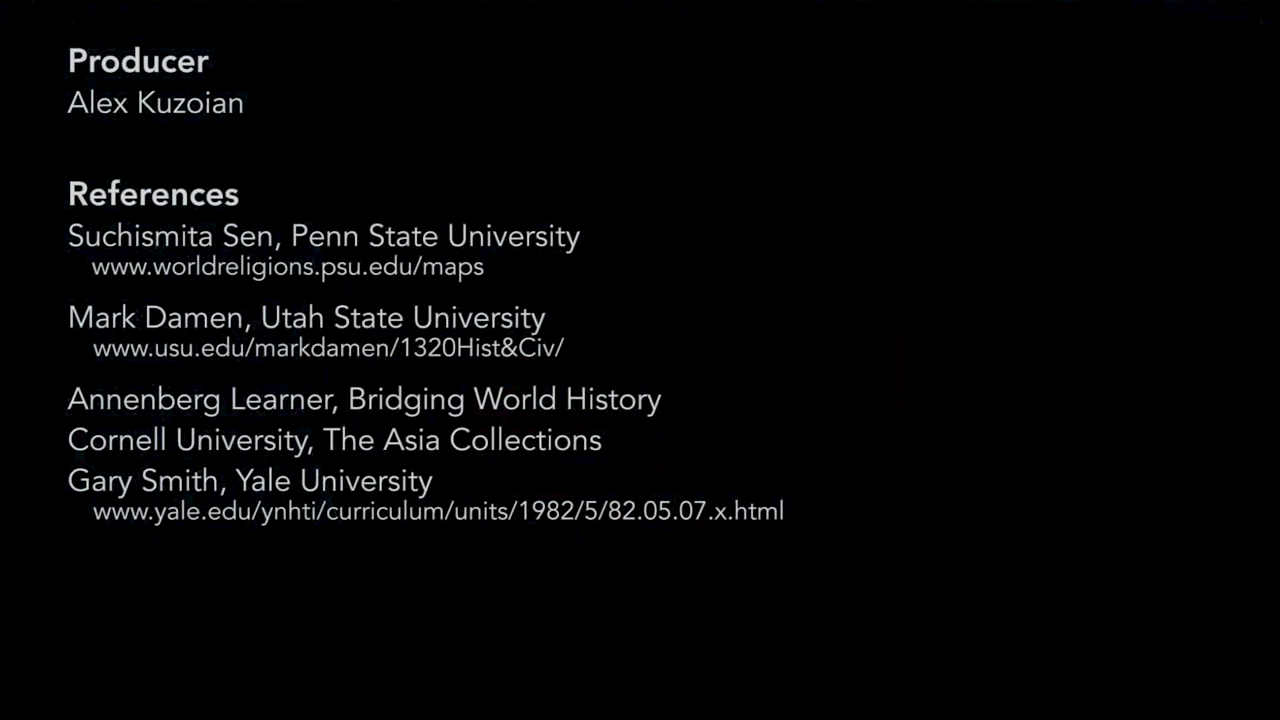 Producer
Alex Kuzoian
References
Suchismita Sen, Penn State University
www.worldreligions.psu.edu/maps
Mark Damen, Utah State University
www.usu.edu/markdamen/1320Hist&Civ/
Annenberg Learner, Bridging World History
Cornell University, The Asia Collections
Gary Smith, Yale University
www.yale.edu/ynhti/curriculum/units/1982/5/82.05.07.x.html